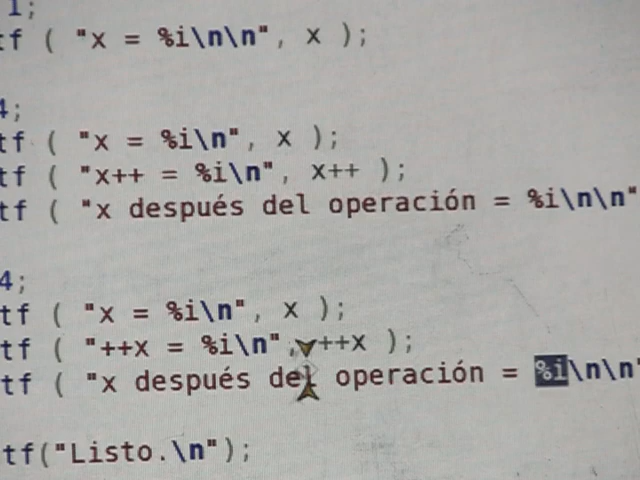 1;
tf ( "x = %i\n\n", x );
4;
tf ( "x = %i\n", x );
tf ( "x++ = %i\n", x++ );
tf ( "x después del operación = %i\n\n"
4;
tf ( "x = %i\n", x );
tf ( "++x = %i\n", ++x );
tf ( "x después del operación = %i\n\n"
tf("Listo.\n");